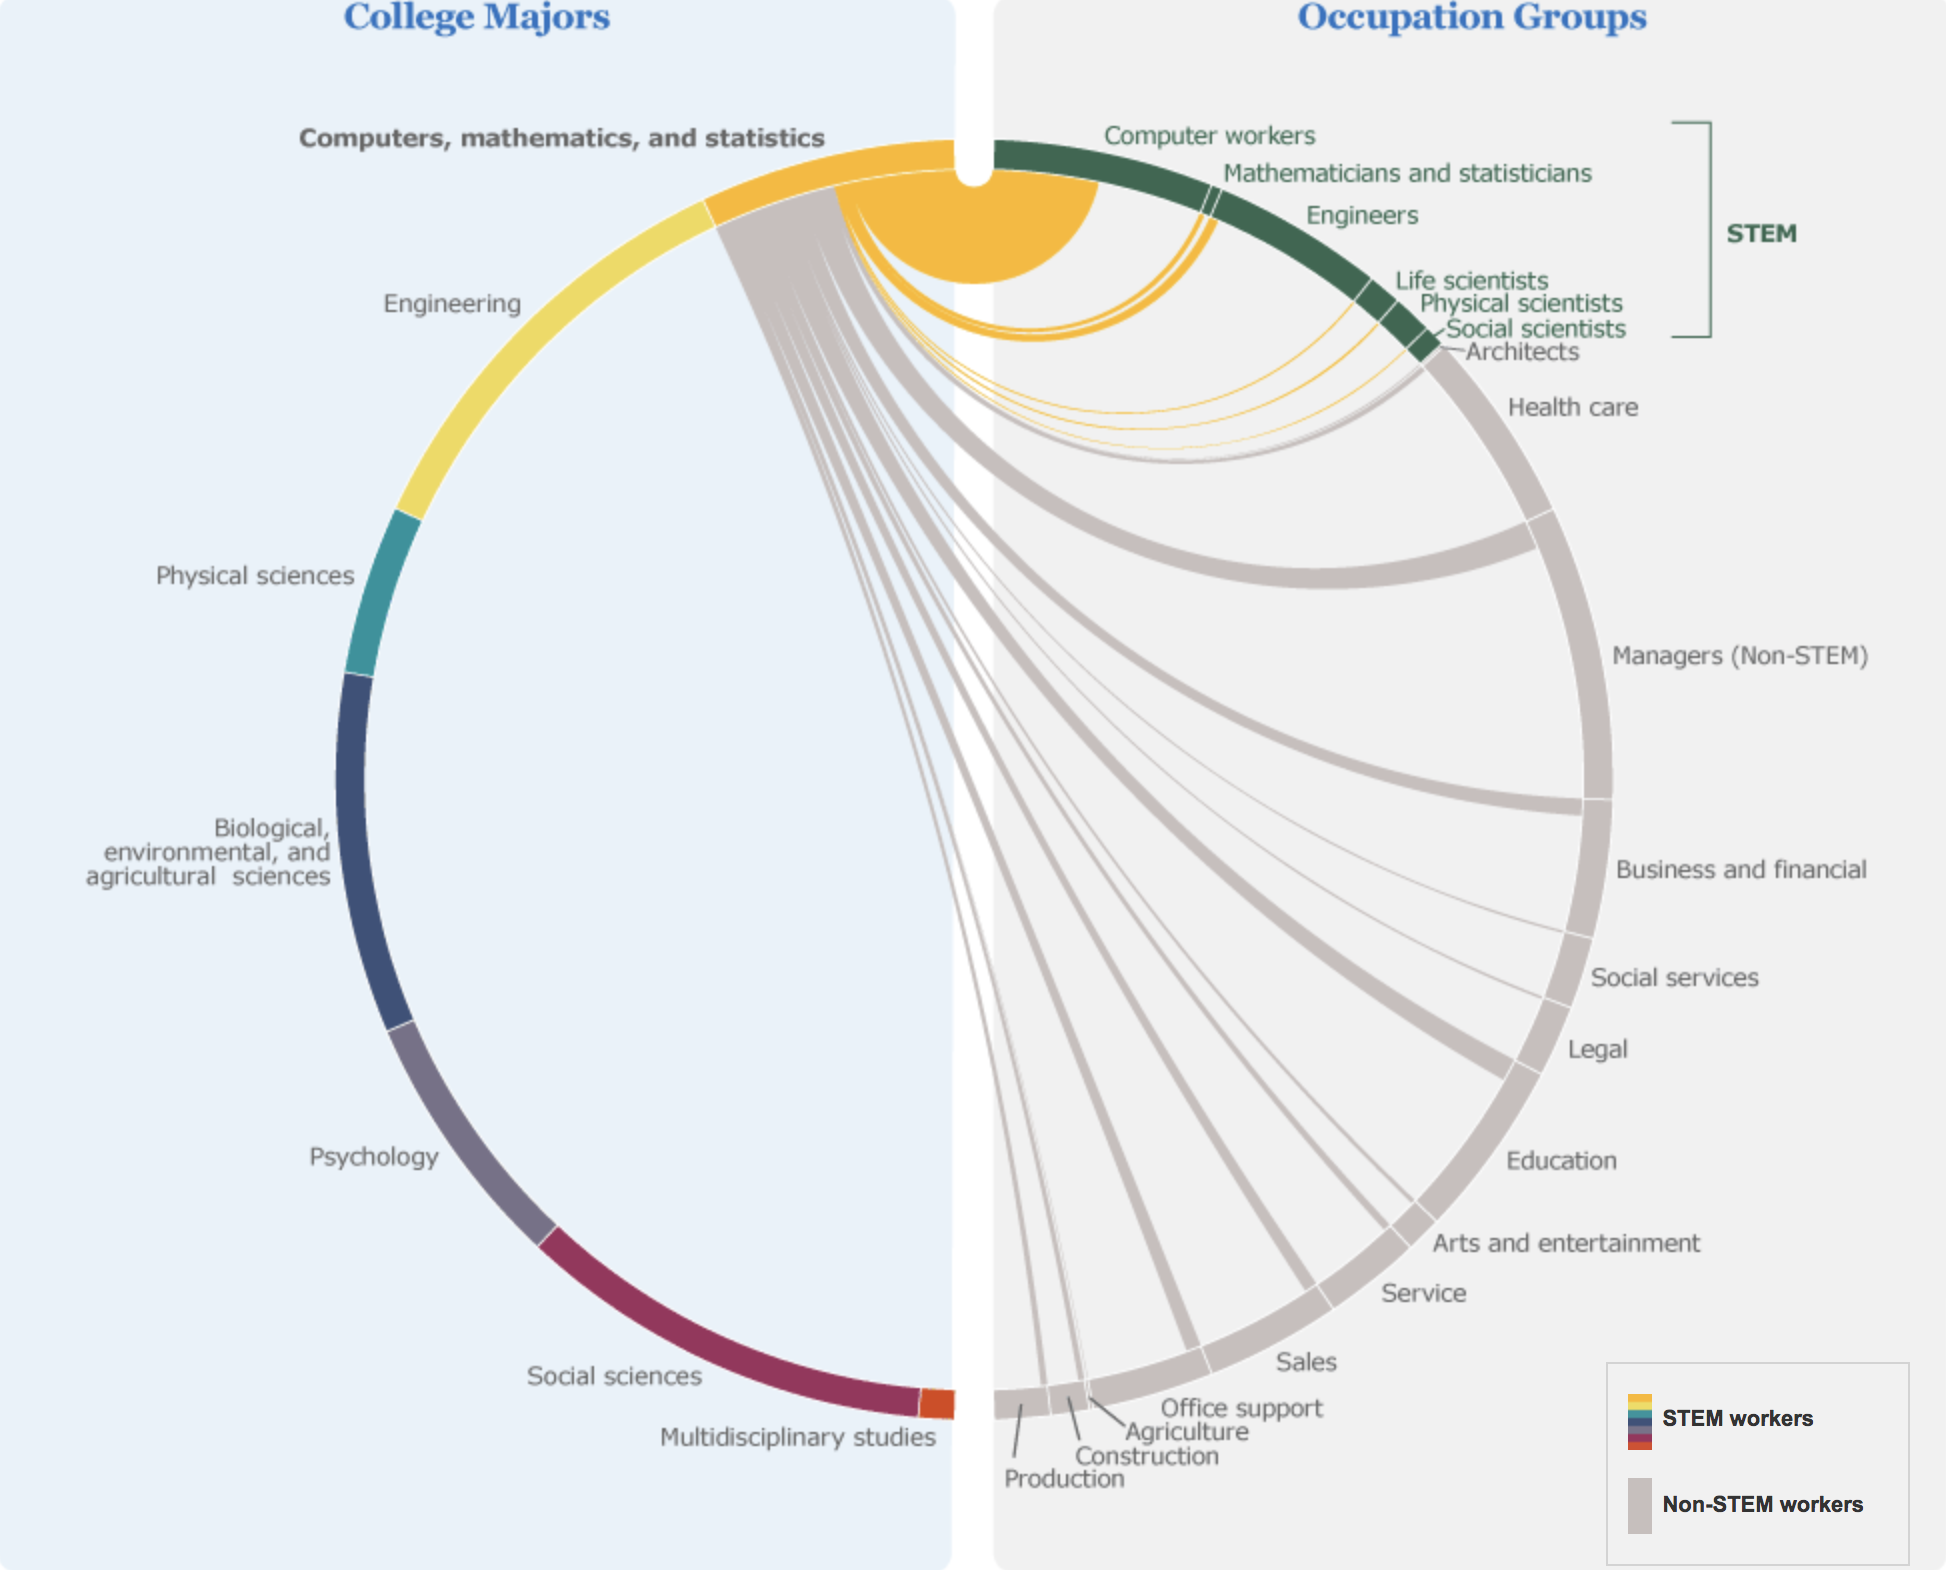 College Majors
Occupation Groups
Computers, mathematics, and statistics
Engineering
Physical sciences
Biological,
environmental, and
agricultural sciences
Psychology
Social sciences
Multidisciplinary studies
Computer workers
Mathematicians and statisticians
Engineers
Life scientists
Physical scientists
Social scientists
STEM
Architects
Health care
Managers (Non-STEM)
Business and financial
Social services
Legal
Education
Arts and entertainment
Service
Sales
Office support
Agriculture
Construction
Production
STEM workers
Non-STEM workers